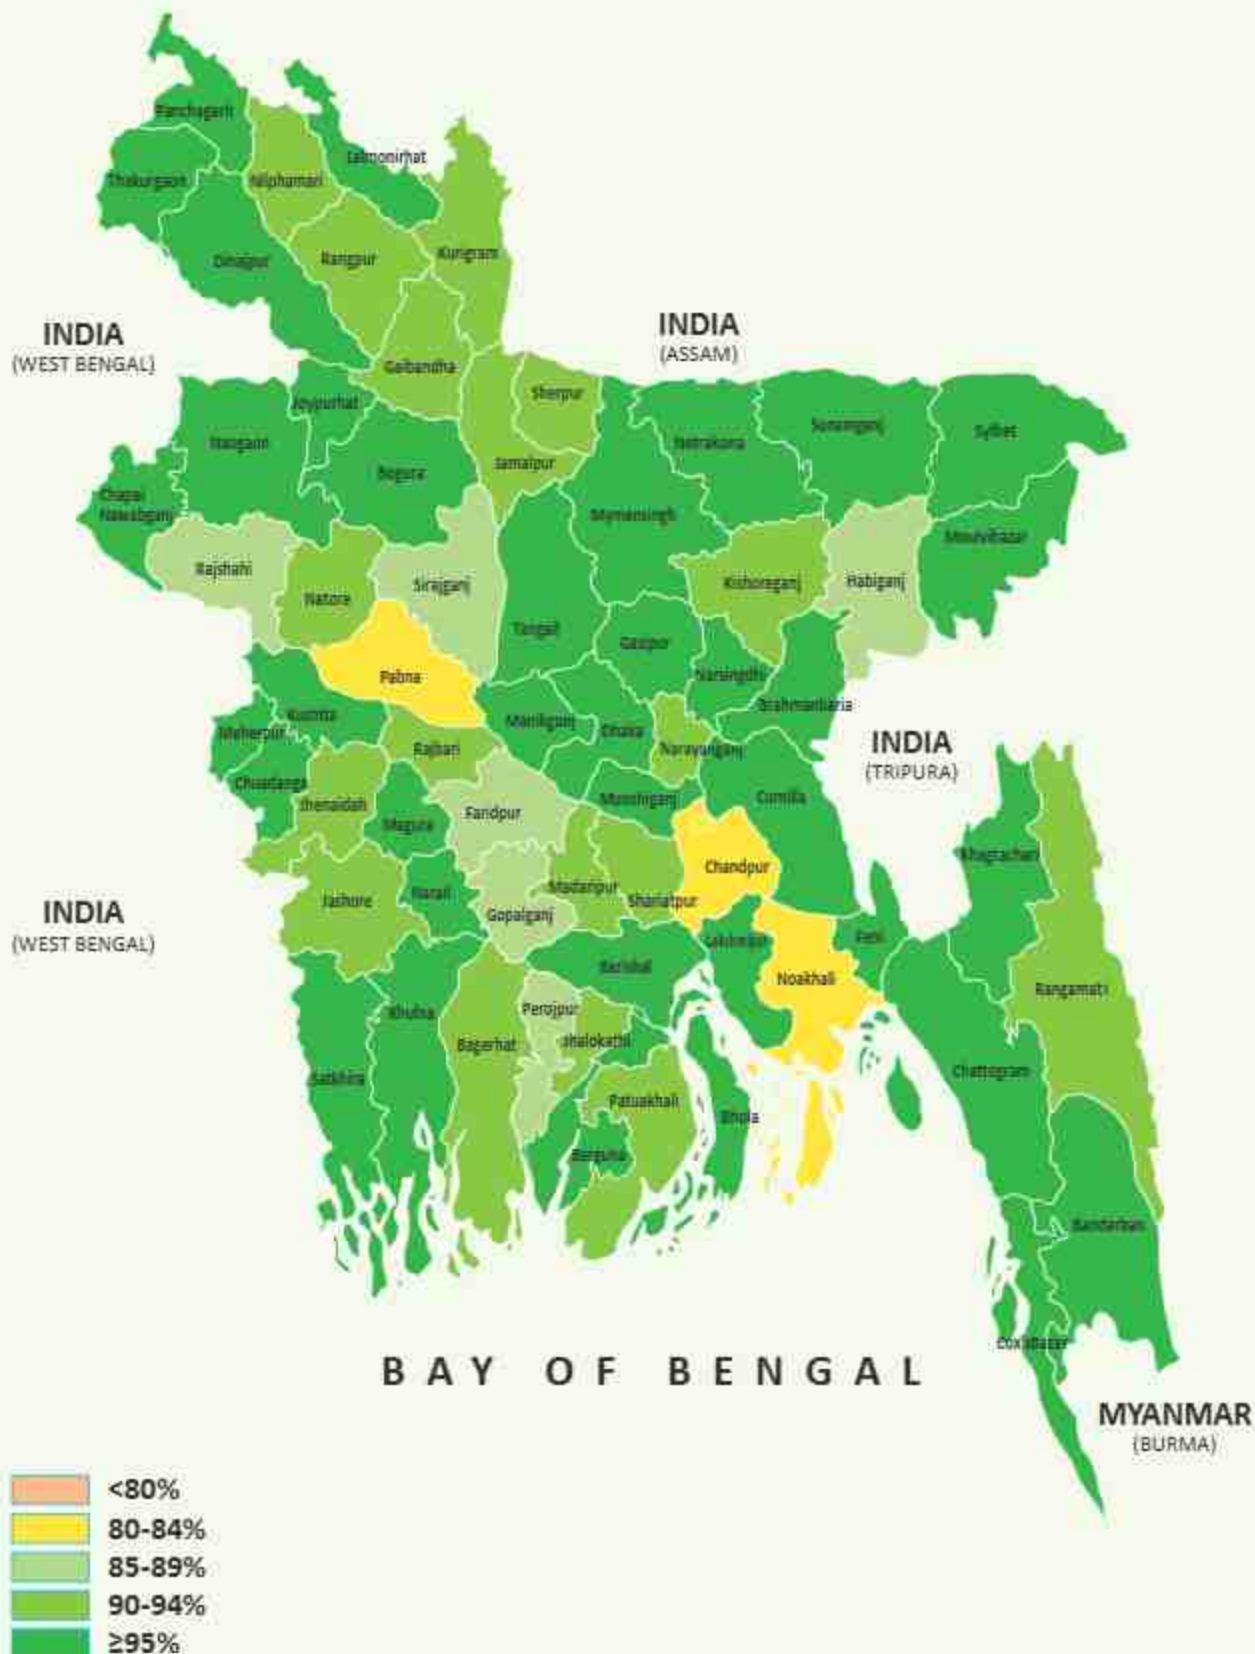 Panchagarh
Lalmonirhat
Thakurgaon
Nilphamari
Dinajpur
Rangpur
Kurigram
INDIA
(WEST BENGAL)
INDIA
(ASSAM)
Gaibandha
Sherpur
Joypurhat
Naogaon
Bogura
Jamalpur
Netrakona
Sunamganj
Sylhet
Chapai
Nawabganj
Mymensingh
Moulvibazar
Rajshahi
Natore
Sirajganj
Kishoreganj
Habiganj
Tangail
Gazipur
Narsingdhi
Pabna
Brahmanbaria
Kushtia
Meherpur
Manikganj
Dhaka
Rajbari
Narayanganj
INDIA
(TRIPURA)
Chuadanga
Jhenaidah
Magura
Faridpur
Munshiganj
Cumilla
Khagrachari
Chandpur
INDIA
(WEST BENGAL)
Jashore
Narail
Madaripur
Shariatpur
Gopalganj
Lakshmipur
Feni
Barishal
Noakhali
Rangamati
Khulna
Perojpur
Jhalokathi
Bagerhat
Satkhira
Patuakhali
Bhola
Chattogram
Barguna
Bandarban
Cox'sBazar
BAY OF BENGAL
MYANMAR
(BURMA)
<80%
80-84%
85-89%
90-94%
≥95%